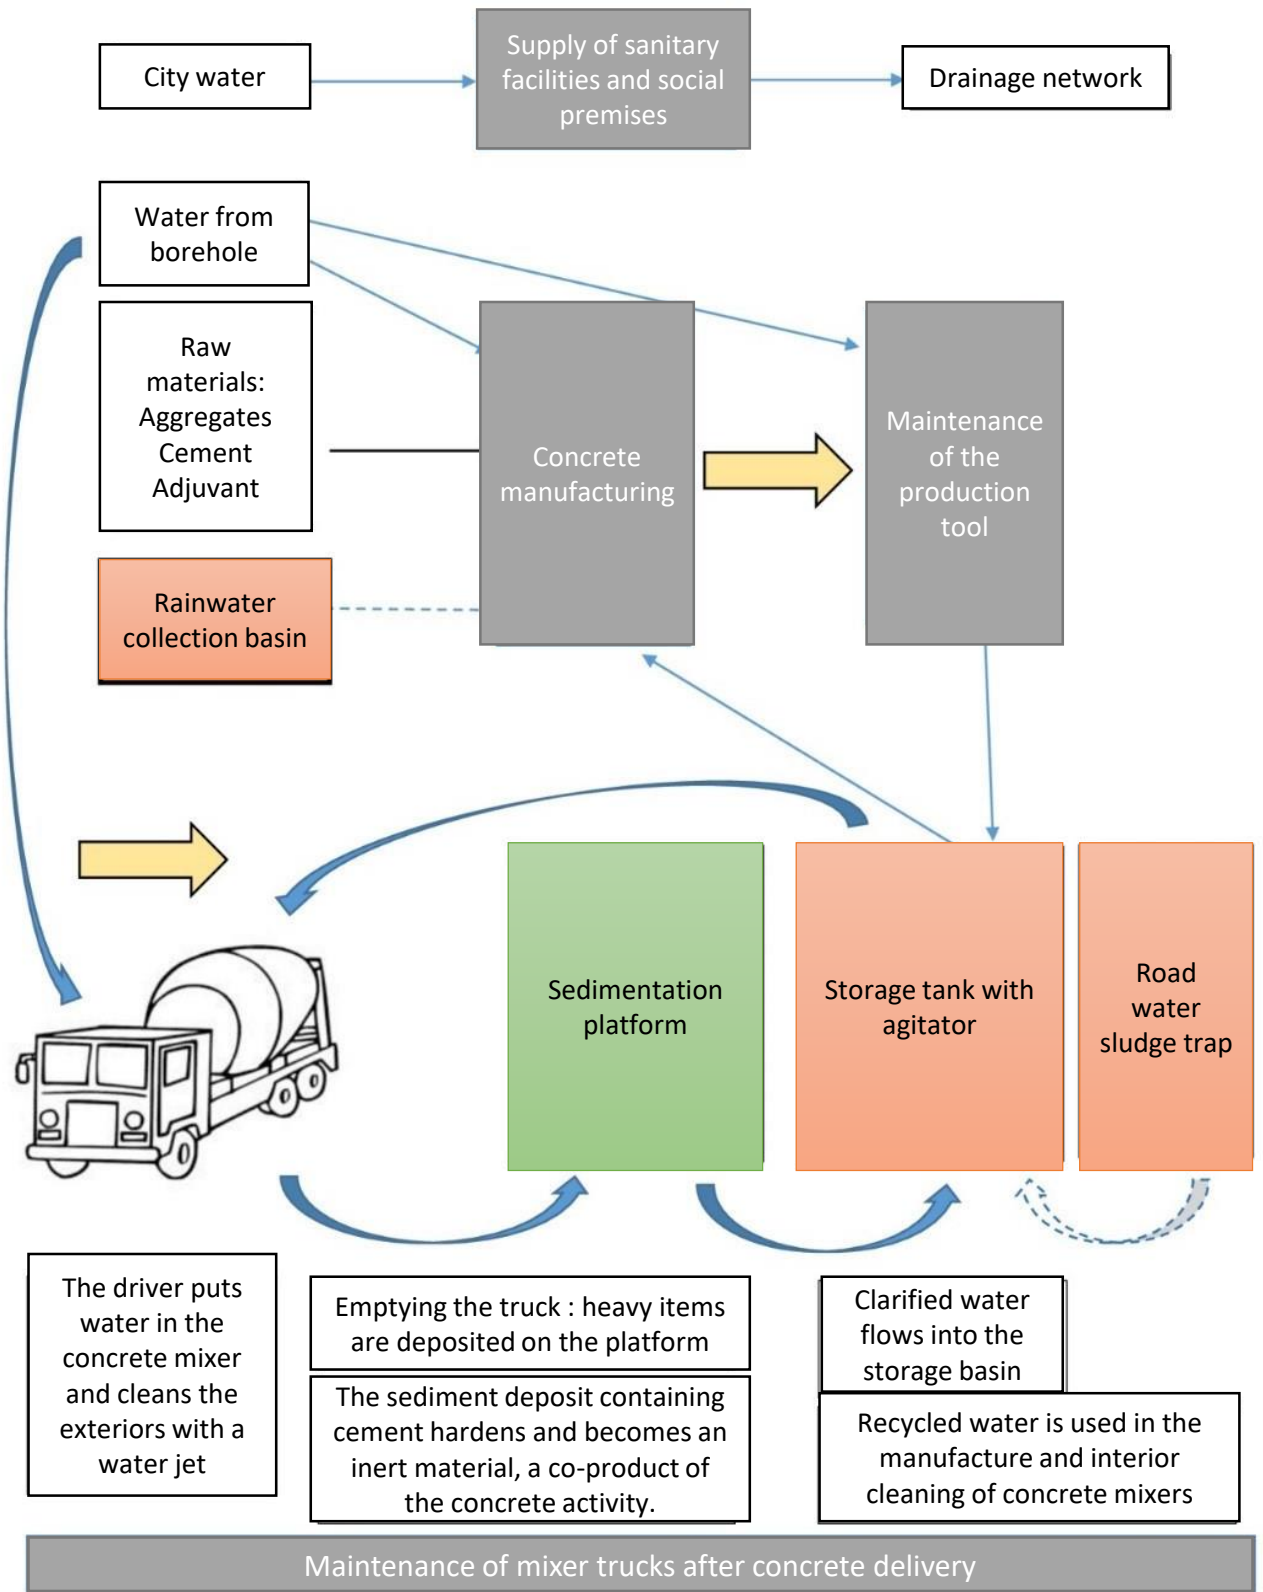 City water
Supply of sanitary
facilities and social
premises
Drainage network
Water from
borehole
Raw
materials:
Aggregates
Cement
Adjuvant
Concrete
manufacturing
Maintenance
of the
production
tool
Rainwater
collection basin
Sedimentation
platform
Storage tank with
agitator
Road
water
sludge trap
The driver puts
water in the
concrete mixer
and cleans the
exteriors with a
water jet
Emptying the truck : heavy items
are deposited on the platform
The sediment deposit containing
cement hardens and becomes an
inert material, a co-product of
the concrete activity.
Clarified water
flows into the
storage basin
Recycled water is used in the
manufacture and interior
cleaning of concrete mixers
Maintenance of mixer trucks after concrete delivery